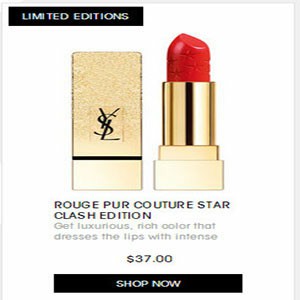 LIMITED EDITIONS
YSL
ROUGE PUR COUTURE STAR
CLASH EDITION
Get luxurious, rich color that
dresses the lips with intense
$37.00
SHOP NOW